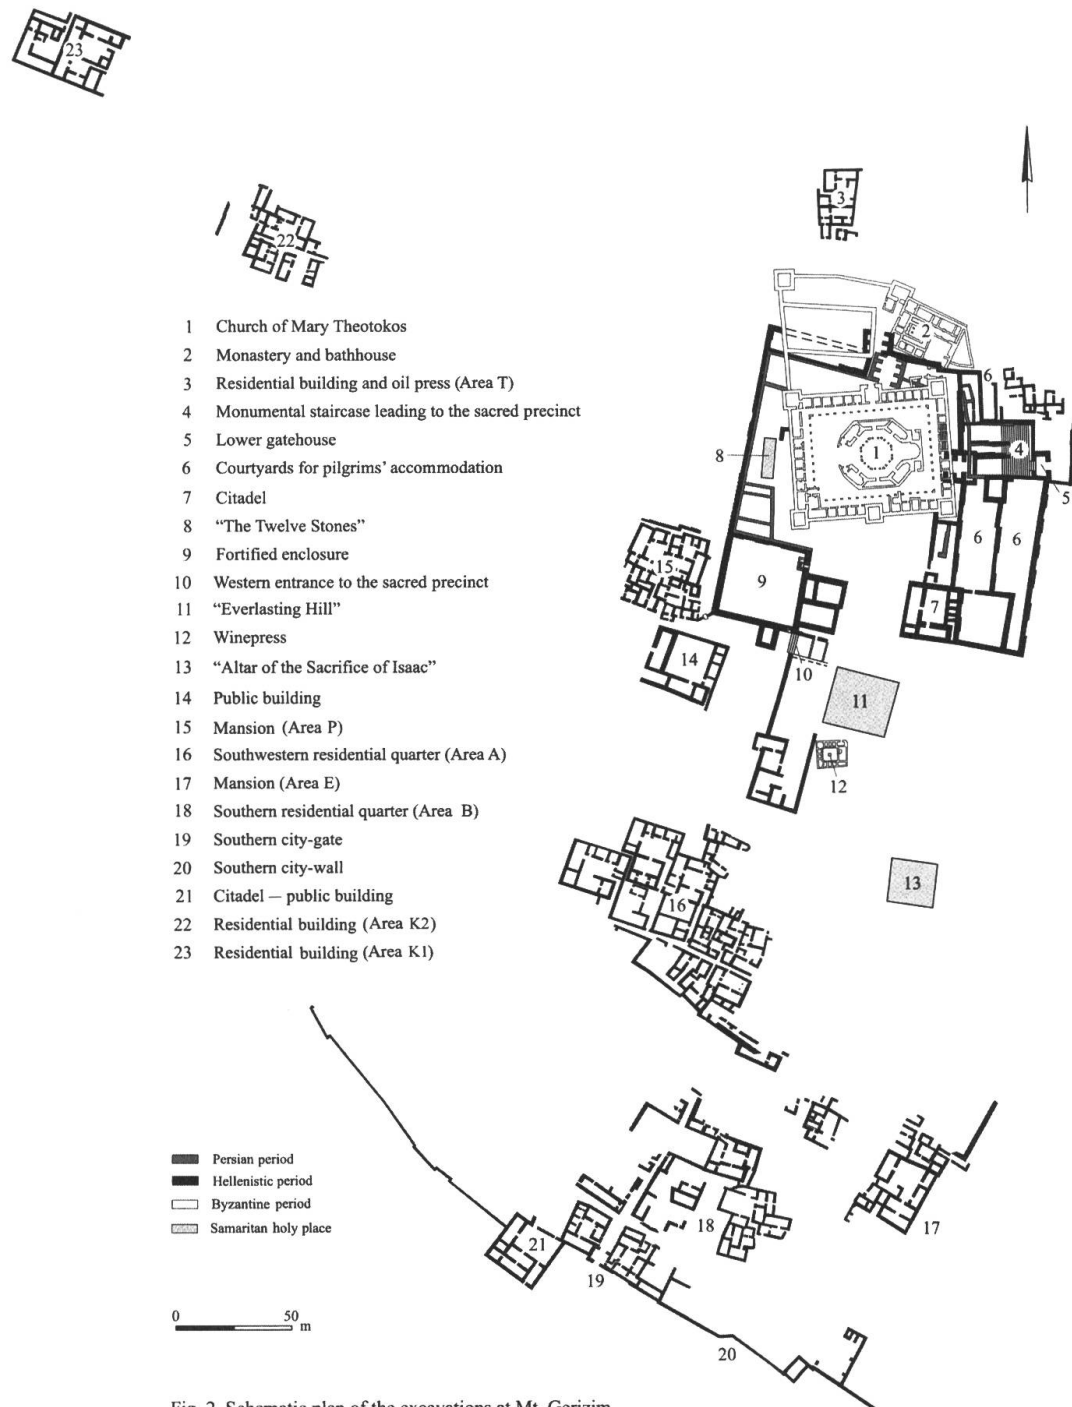 23
3
22
2
1 Church of Mary Theotokos
2 Monastery and bathhouse
3 Residential building and oil press (Area T)
4 Monumental staircase leading to the sacred precinct
5 Lower gatehouse
6 Courtyards for pilgrims’ accommodation
7 Citadel
8 “The Twelve Stones”
9 Fortified enclosure
10 Western entrance to the sacred precinct
11 “Everlasting Hill”
12 Winepress
13 “Altar of the Sacrifice of Isaac”
14 Public building
15 Mansion (Area P)
16 Southwestern residential quarter (Area A)
17 Mansion (Area E)
18 Southern residential quarter (Area B)
19 Southern city-gate
20 Southern city-wall
21 Citadel – public building
22 Residential building (Area K2)
23 Residential building (Area K1)
6
8
1
4
5
6
6
15
9
7
14
10
11
12
13
16
18
17
21
19
20
Persian period
Hellenistic period
Byzantine period
Samaritan holy place
0 50
m
Fig. 2. Schematic plan of the excavations at Mt. Gerizim